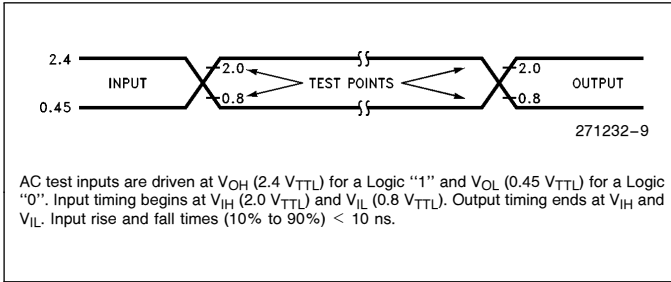 2.4
INPUT
2.0
TEST POINTS
2.0
OUTPUT
0.45
0.8
0.8
271232–9
AC test inputs are driven at VOH (2.4 VTTL) for a Logic ‘‘1’’ and VOL (0.45 VTTL) for a Logic
‘‘0’’. Input timing begins at VIH (2.0 VTTL) and VIL (0.8 VTTL). Output timing ends at VIH and
VIL. Input rise and fall times (10% to 90%) < 10 ns.